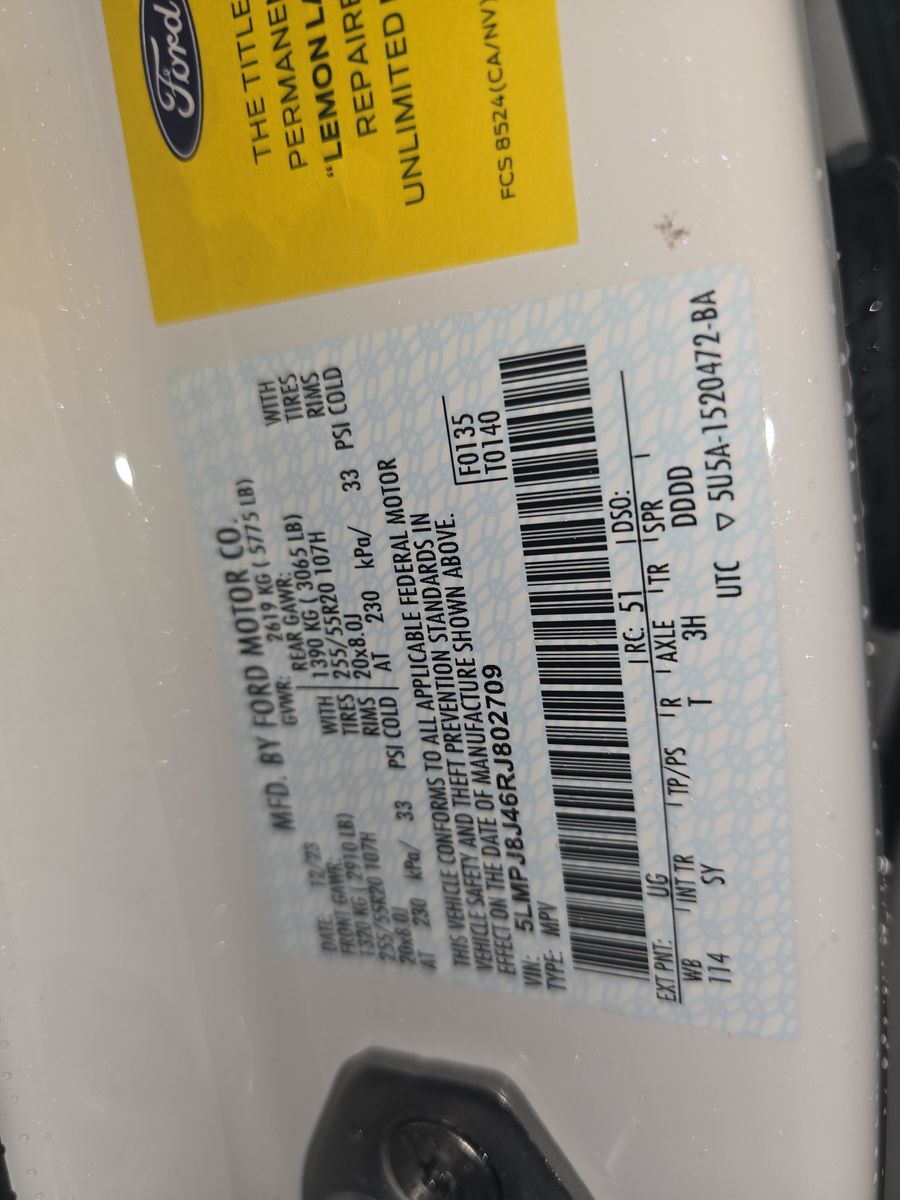 Ford
THE TITLE
PERMANE
"LEMON LA
REPAIRE
UNLIMITED
FCS 8524(CA/NV)
MFD. BY FORD MOTOR CO.
DATE: 12/23
GVWR: 2619 KG ( 5775 LB)
FRONT GAWR:
1320 KG ( 2910 LB)
255/55R20 107H
20x8.0J
AT 230 kPa/ 33 PSI COLD
WITH
TIRES
RIMS
REAR GAWR:
1390 KG ( 3065 LB)
255/55R20 107H
20x8.0J
AT 230 kPa/ 33 PSI COLD
WITH
TIRES
RIMS
THIS VEHICLE CONFORMS TO ALL APPLICABLE FEDERAL MOTOR
VEHICLE SAFETY AND THEFT PREVENTION STANDARDS IN
EFFECT ON THE DATE OF MANUFACTURE SHOWN ABOVE.
VIN: 5LMPJ8J46RJ802709
TYPE: MPV
F0135
T0140
EXT PNT: UG RC: 51 DSO:
WB INT TR TP/PS R AXLE TR SPR
114 SY T 3H DDDD
UTC ▽ 5U5A-1520472-BA